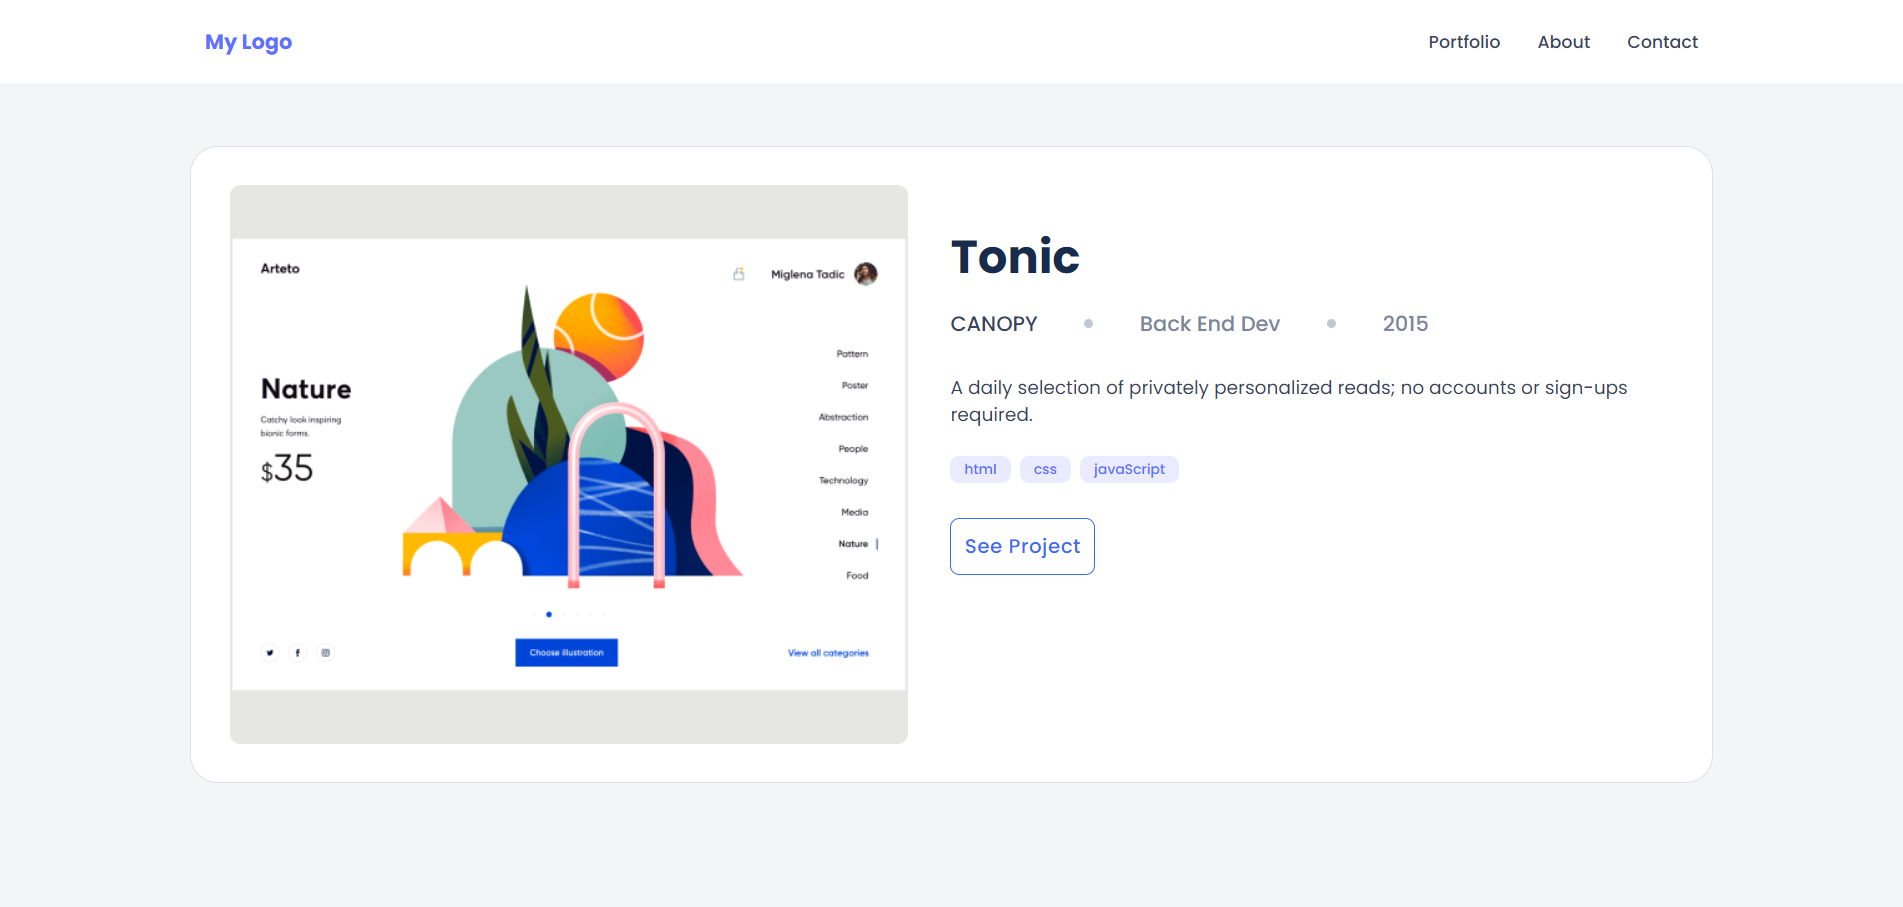 My Logo
Portfolio About Contact
Arteto
Miglena Tadic
Nature
Catchy look inspiring
bionic forms.
$35
Pattern
Poster
Abstraction
People
Technology
Media
Nature
Food
Choose illustration
View all categories
Tonic
CANOPY Back End Dev 2015
A daily selection of privately personalized reads; no accounts or sign-ups
required.
html css javaScript
See Project